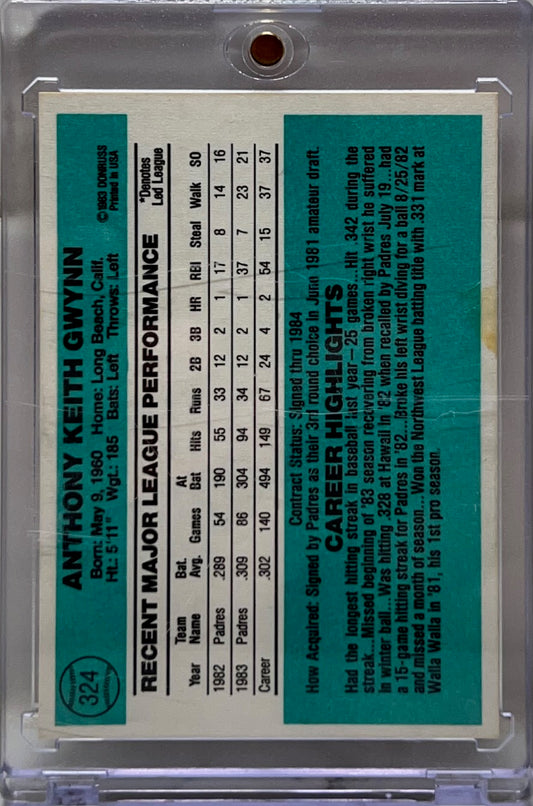 324
ANTHONY KEITH GWYNN
Born: May 9, 1960 Home: Long Beach, Calif.
Ht.: 5'11" Wgt.: 185 Bats: Left Throws: Left
©1983 DONRUSS
Printed in USA
RECENT MAJOR LEAGUE PERFORMANCE
*Denotes
Led League
Year Team Name Bat. Avg. Games At Bat Hits Runs 2B 3B HR RBI Steal Walk SO
1982 Padres .289 54 190 55 33 12 2 1 17 8 14 16
1983 Padres .309 86 304 94 34 12 2 1 37 7 23 21
Career .302 140 494 149 67 24 4 2 54 15 37 37
Contract Status: Signed thru 1984
How Acquired: Signed by Padres as their 3rd round choice in June 1981 amateur draft.
CAREER HIGHLIGHTS
Had the longest hitting streak in baseball last year—25 games...Hit .342 during the
streak...Missed beginning of '83 season recovering from broken right wrist he suffered
in winter ball...Was hitting .328 at Hawaii in '82 when recalled by Padres July 19...had
a 15-game hitting streak for Padres in '82...Broke his left wrist diving for a ball 8/25/82
and missed a month of season...Won the Northwest League batting title with .331 mark at
Walla Walla in '81, his 1st pro season.